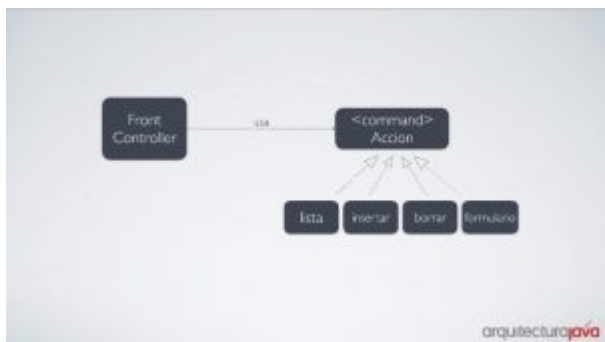 Front
Controller
usa
<command>
Accion
lista
insertar
borrar
formulario
arquitecturajava